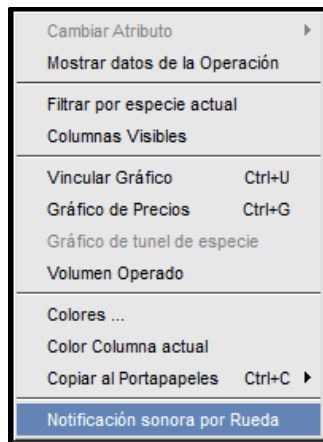 Cambiar Atributo
Mostrar datos de la Operación
Filtrar por especie actual
Columnas Visibles
Vincular Gráfico Ctrl+U
Gráfico de Precios Ctrl+G
Gráfico de tunel de especie
Volumen Operado
Colores ...
Color Columna actual
Copiar al Portapapeles Ctrl+C
Notificación sonora por Rueda